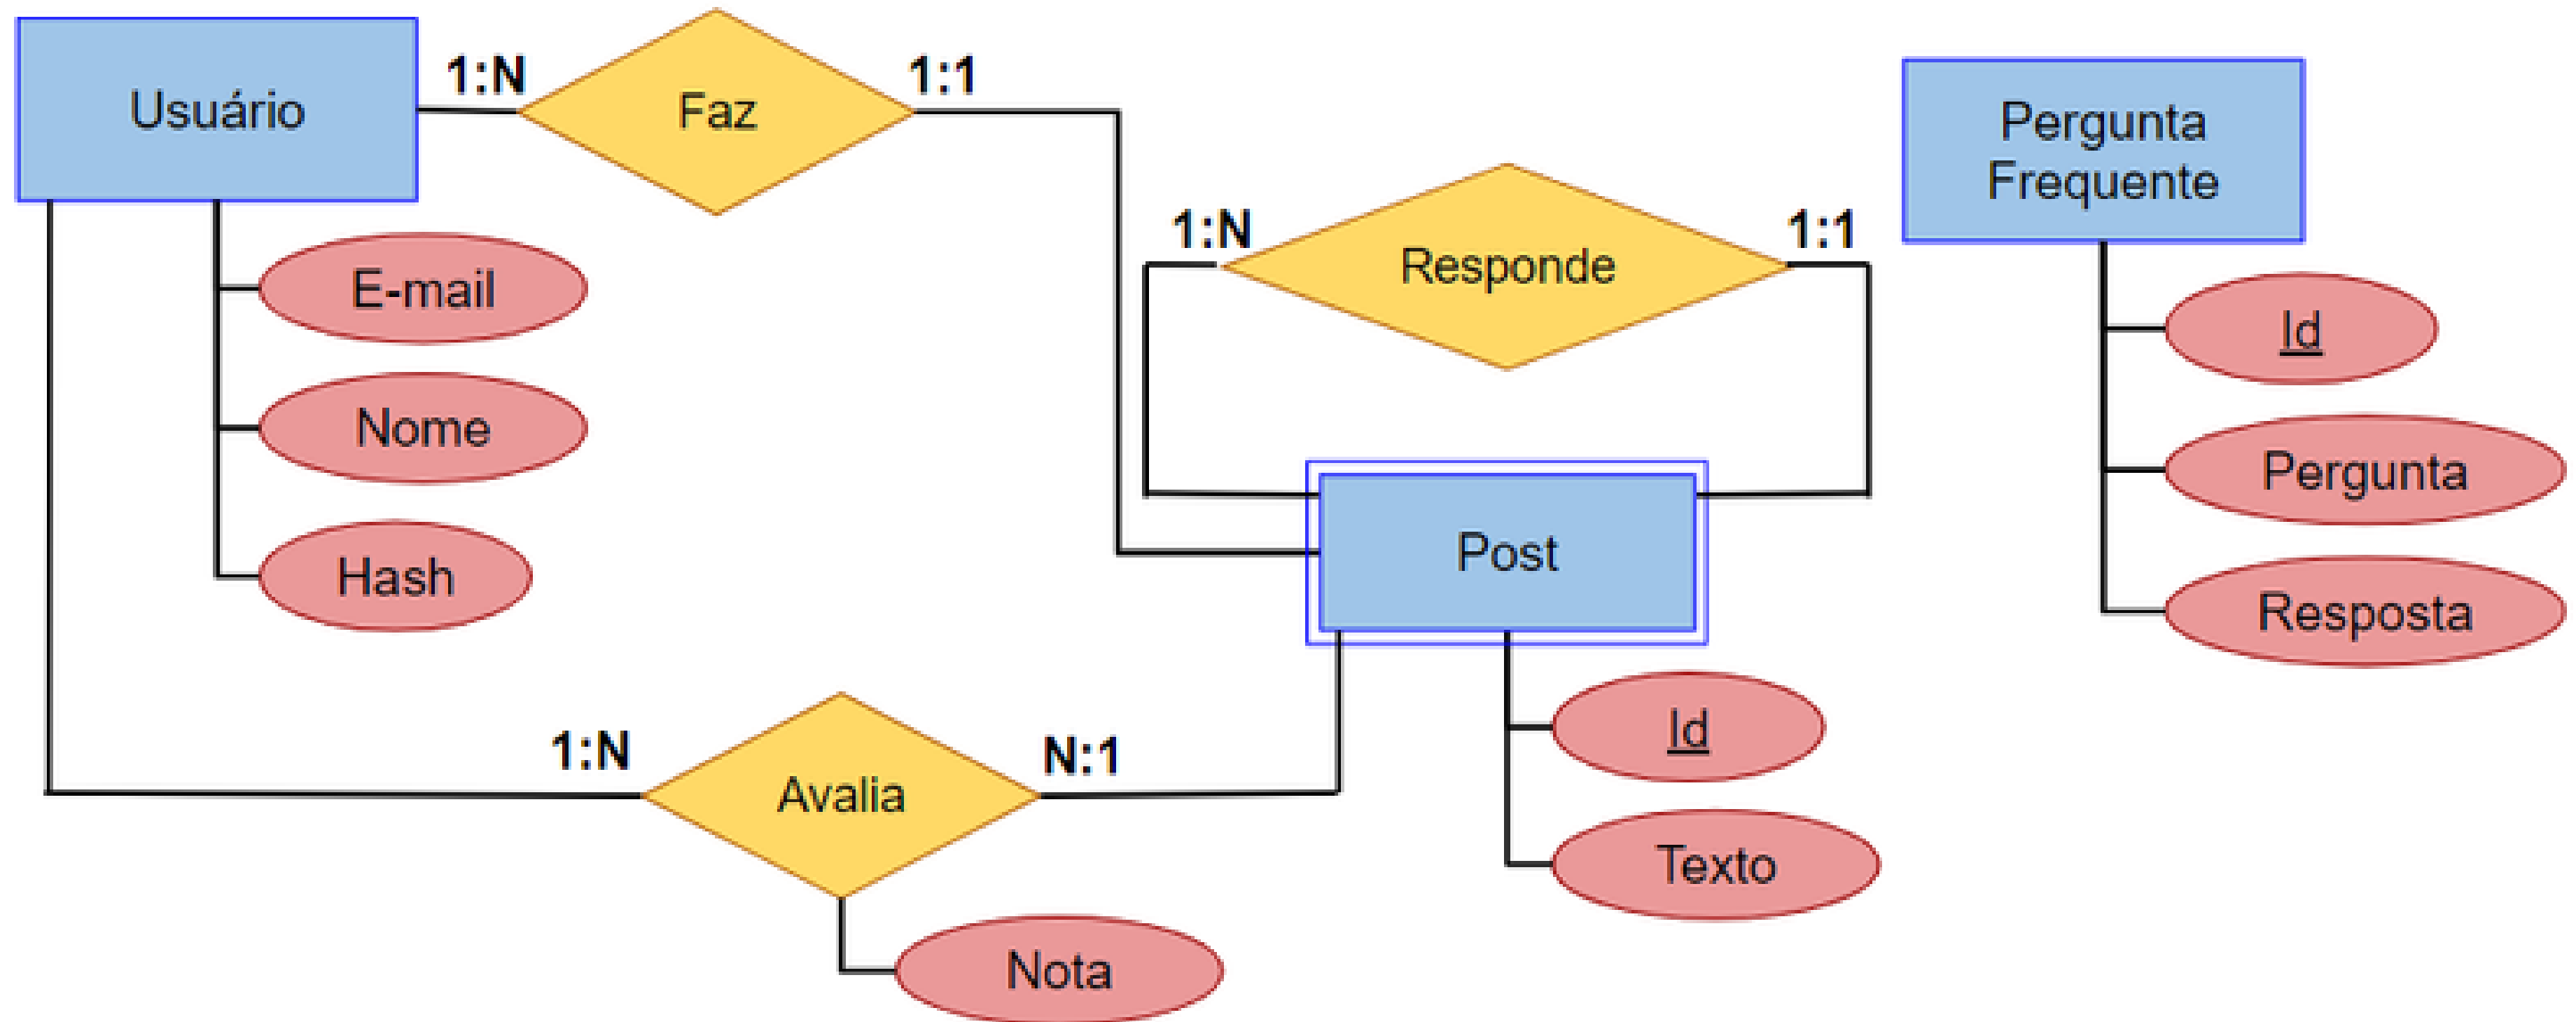 Usuário
1:N
Faz
1:1
Pergunta
Frequente
1:N
Responde
1:1
E-mail
Nome
Hash
Id
Pergunta
Resposta
Post
Id
Texto
1:N
Avalia
N:1
Nota